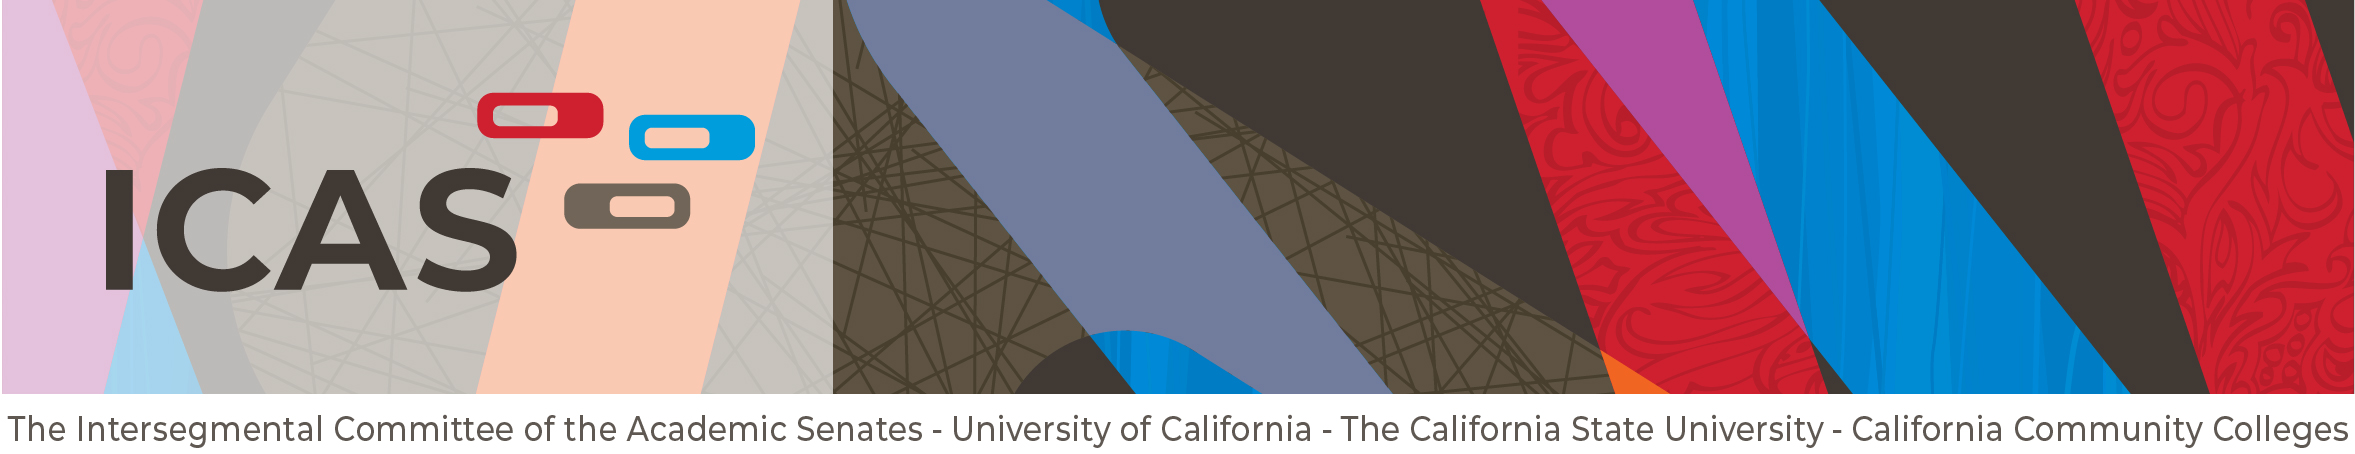 ICAS
The Intersegmental Committee of the Academic Senates - University of California - The California State University - California Community Colleges